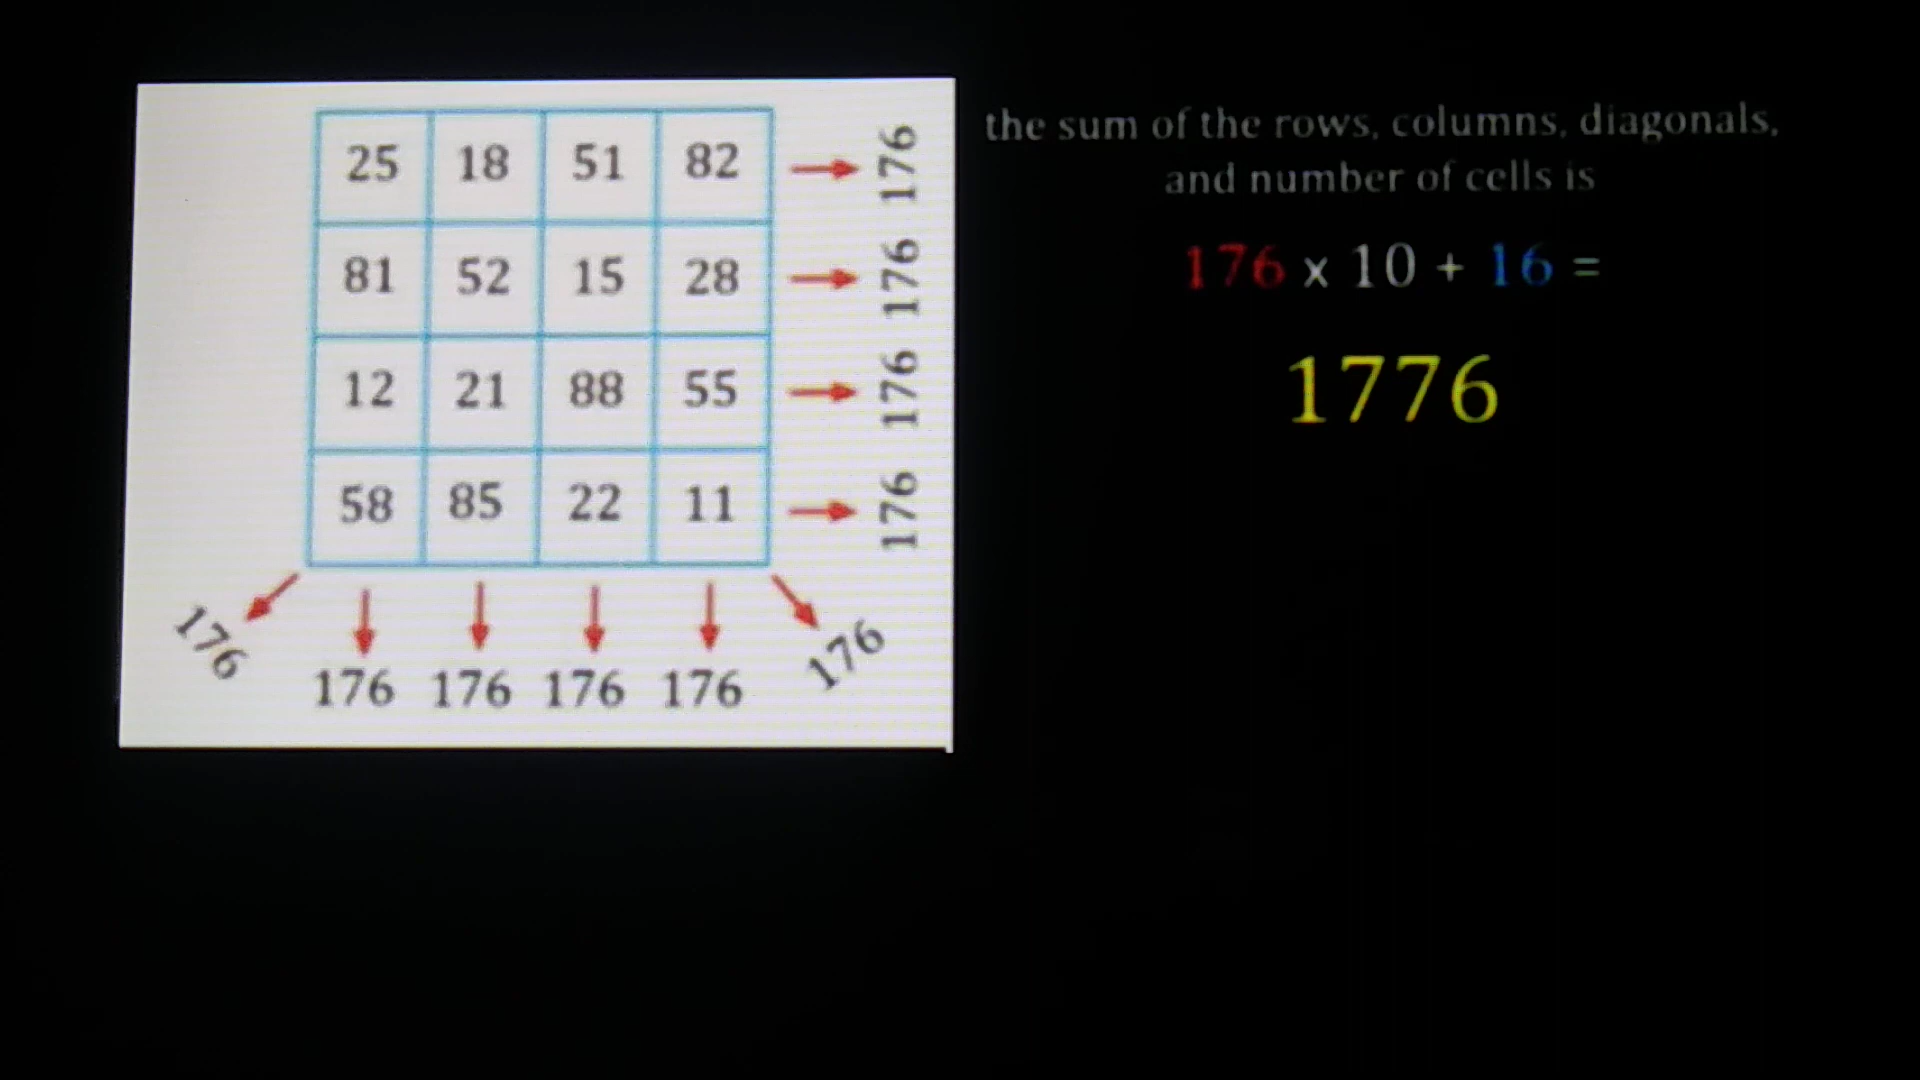 25 18 51 82 176
81 52 15 28 176
12 21 88 55 176
58 85 22 11 176
176 176 176 176 176 176
the sum of the rows, columns, diagonals,
and number of cells is
176 x 10 + 16 =
1776